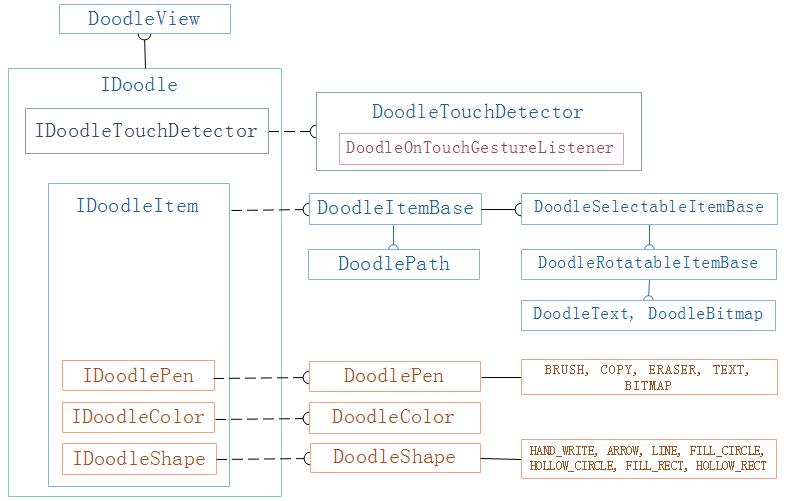 DoodleView
IDoodle
IDoodleTouchDetector
DoodleTouchDetector
DoodleOnTouchGestureListener
IDoodleItem
DoodleItemBase
DoodleSelectableItemBase
DoodlePath
DoodleRotatableItemBase
DoodleText, DoodleBitmap
IDoodlePen
DoodlePen
BRUSH, COPY, ERASER, TEXT,
BITMAP
IDoodleColor
DoodleColor
IDoodleShape
DoodleShape
HAND_WRITE, ARROW, LINE, FILL_CIRCLE,
HOLLOW_CIRCLE, FILL_RECT, HOLLOW_RECT